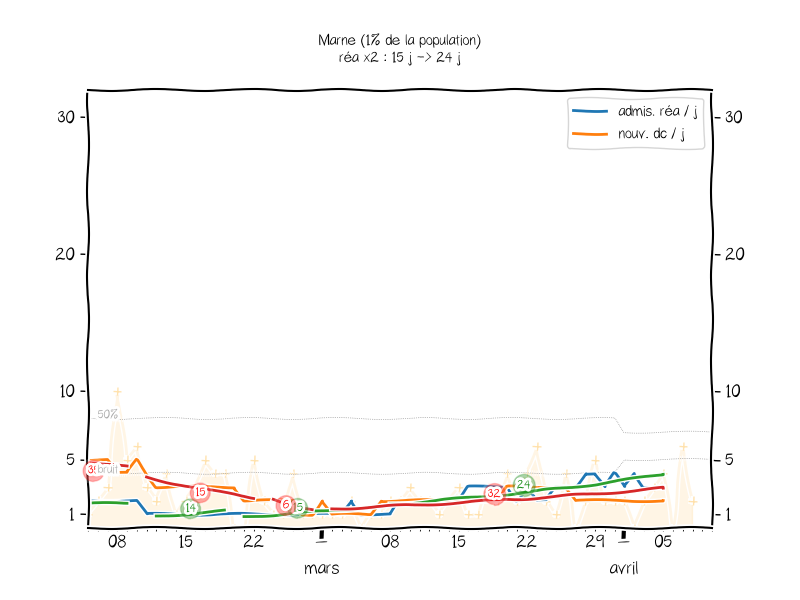 Marne (1% de la population)
réa x2 : 15 j -> 24 j
admis. réa / j
nouv. dc / j
30 30
20 20
10 10
50%
5 5
bruit
15
14
6
32
24
1 1
08 15 22 1 08 15 22 29 1 05
mars avril